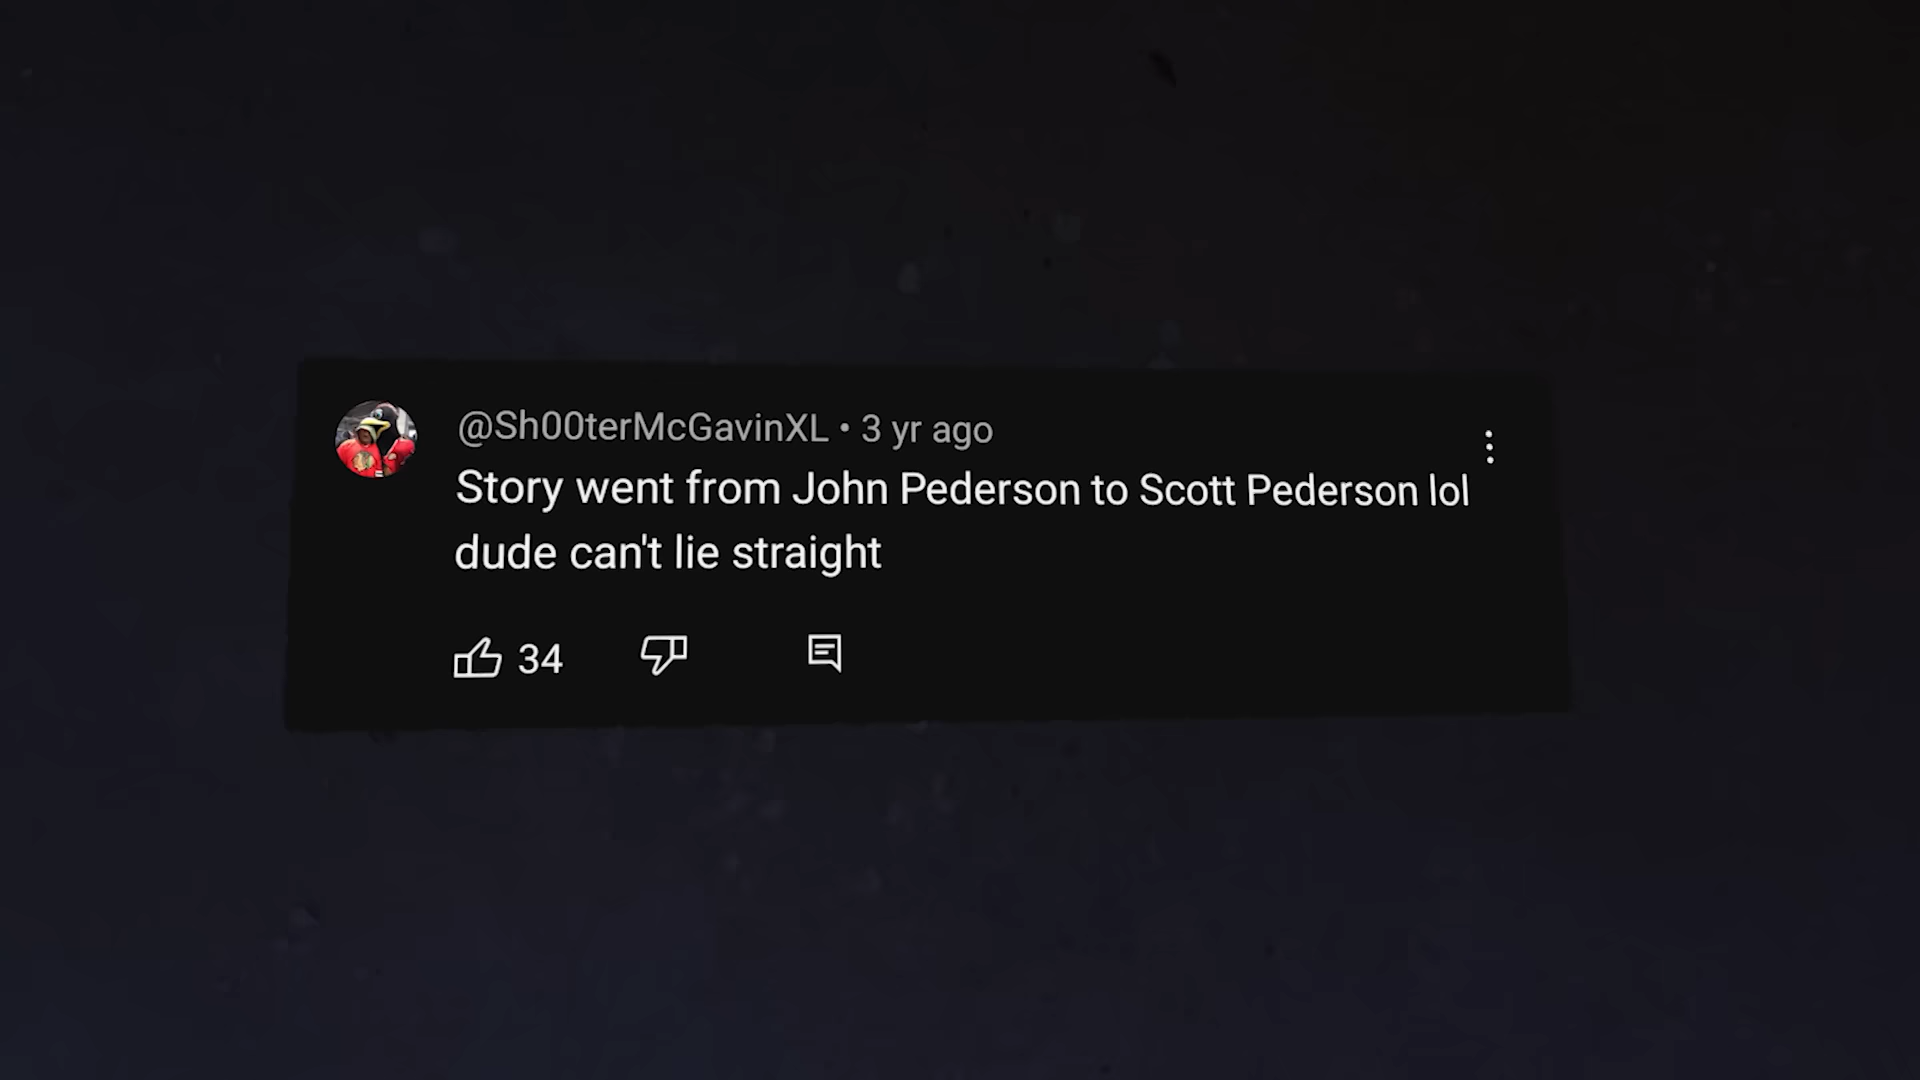 @Sh00terMcGavinXL • 3 yr ago
Story went from John Pederson to Scott Pederson lol
dude can't lie straight
34